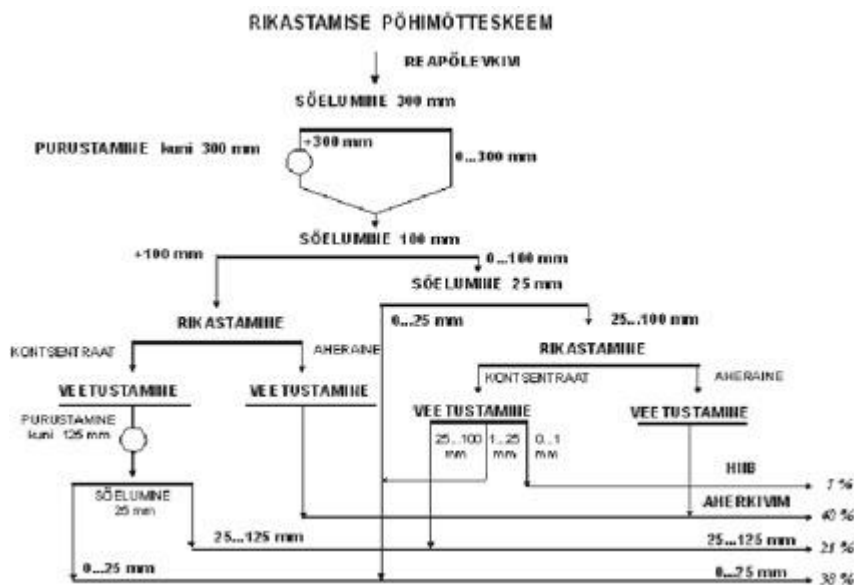 RIKASTAMISE PÕHIMÕTTESKEEM
REAPÕLEVKIVI
SÕELUMINE 300 mm
PURUSTAMINE kuni 300 mm
+300 mm
0...300 mm
SÕELUMINE 100 mm
+100 mm
0...100 mm
SÕELUMINE 25 mm
0...25 mm
25...100 mm
RIKASTAMINE
RIKASTAMINE
KONTSENTRAAT
AHERAINE
KONTSENTRAAT
AHERAINE
VEETUSTAMINE
VEETUSTAMINE
VEETUSTAMINE
VEETUSTAMINE
PURUSTAMINE
kuni 125 mm
25...100
mm
1...25
mm
0...1
mm
HIIB
1 %
SÕELUMINE
25 mm
AHERKIVIM
40 %
25...125 mm
25...125 mm
21 %
0...25 mm
0...25 mm
38 %